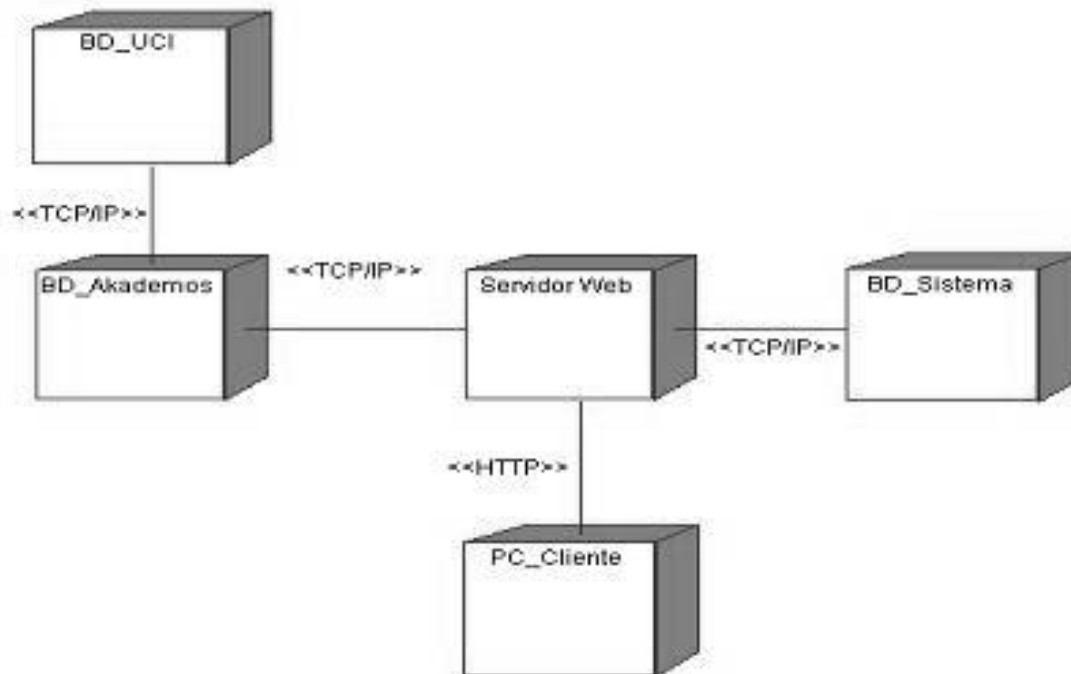 BD_UCI
<<TCP/IP>>
BD_Akademos
<<TCP/IP>>
Servidor Web
BD_Sistema
<<TCP/IP>>
<<HTTP>>
PC_Cliente